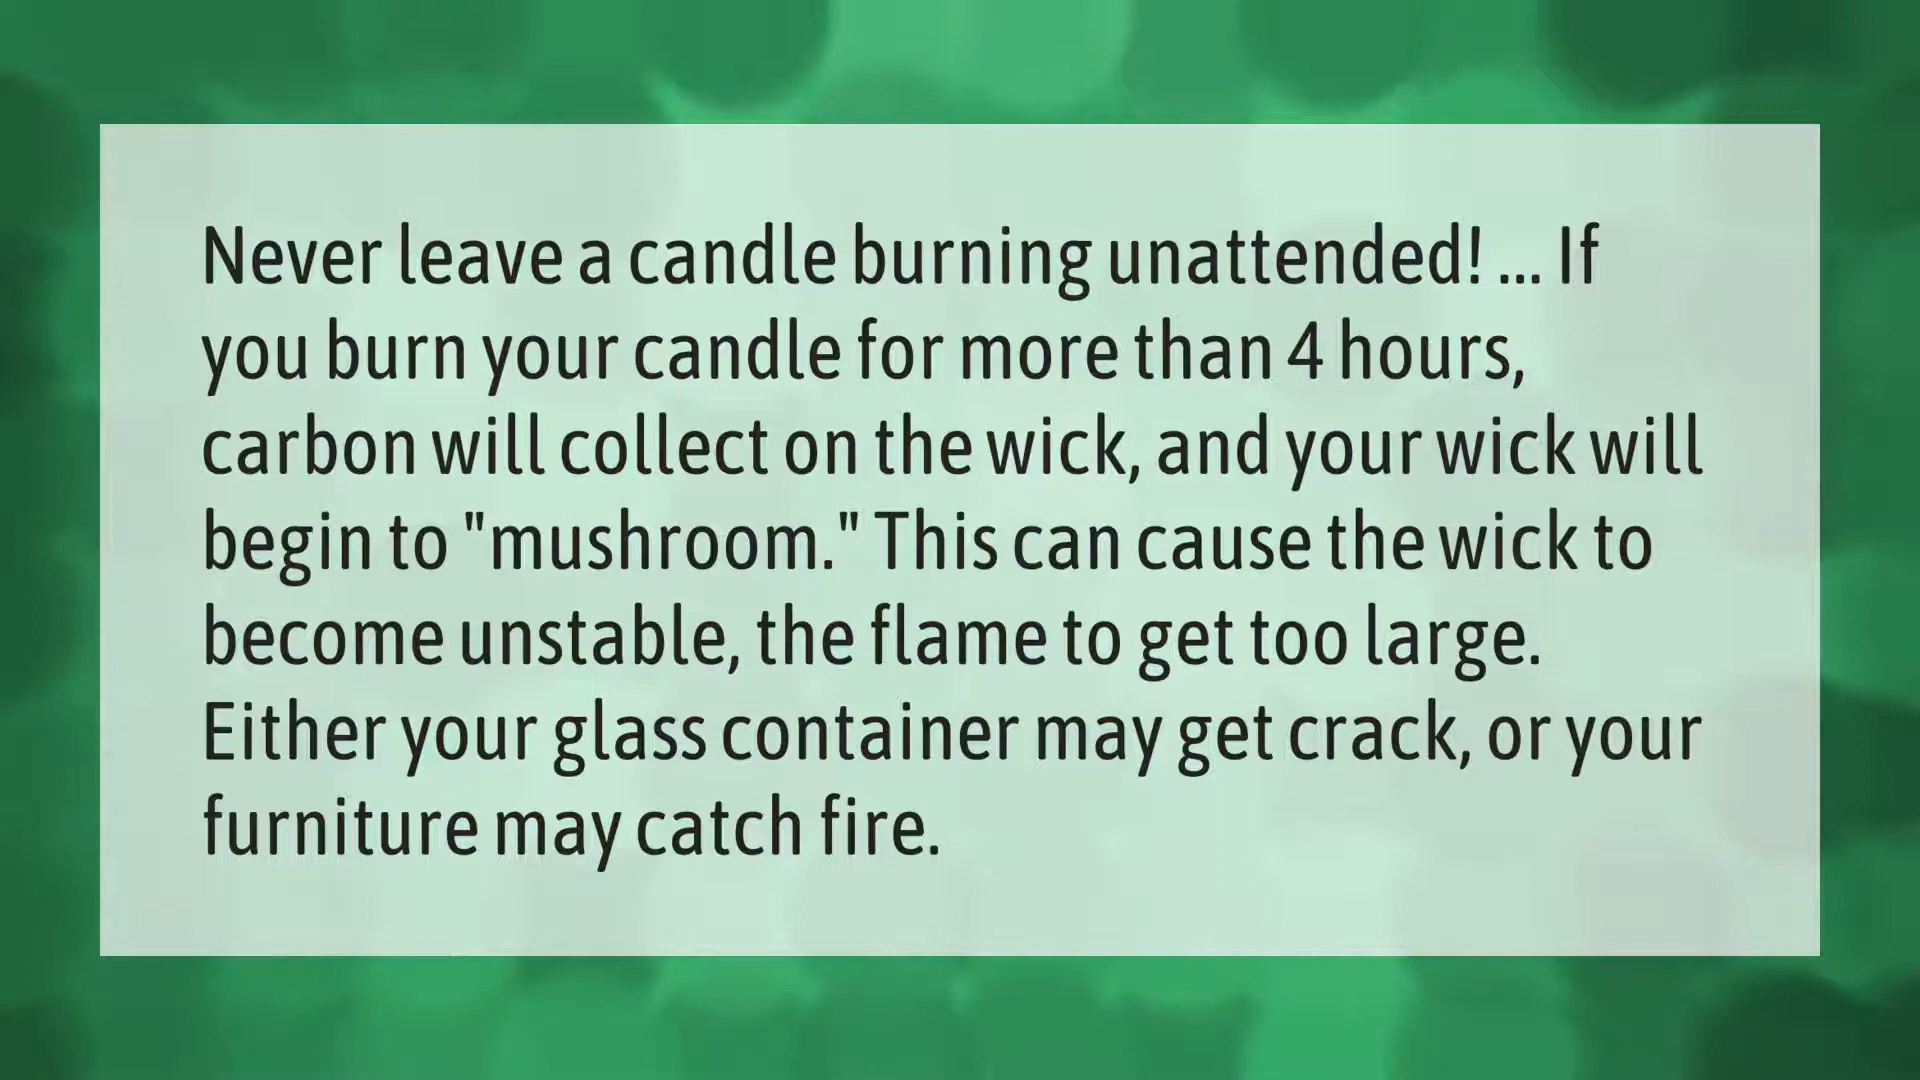 Never leave a candle burning unattended! ... If
you burn your candle for more than 4 hours,
carbon will collect on the wick, and your wick will
begin to "mushroom." This can cause the wick to
become unstable, the flame to get too large.
Either your glass container may get crack, or your
furniture may catch fire.